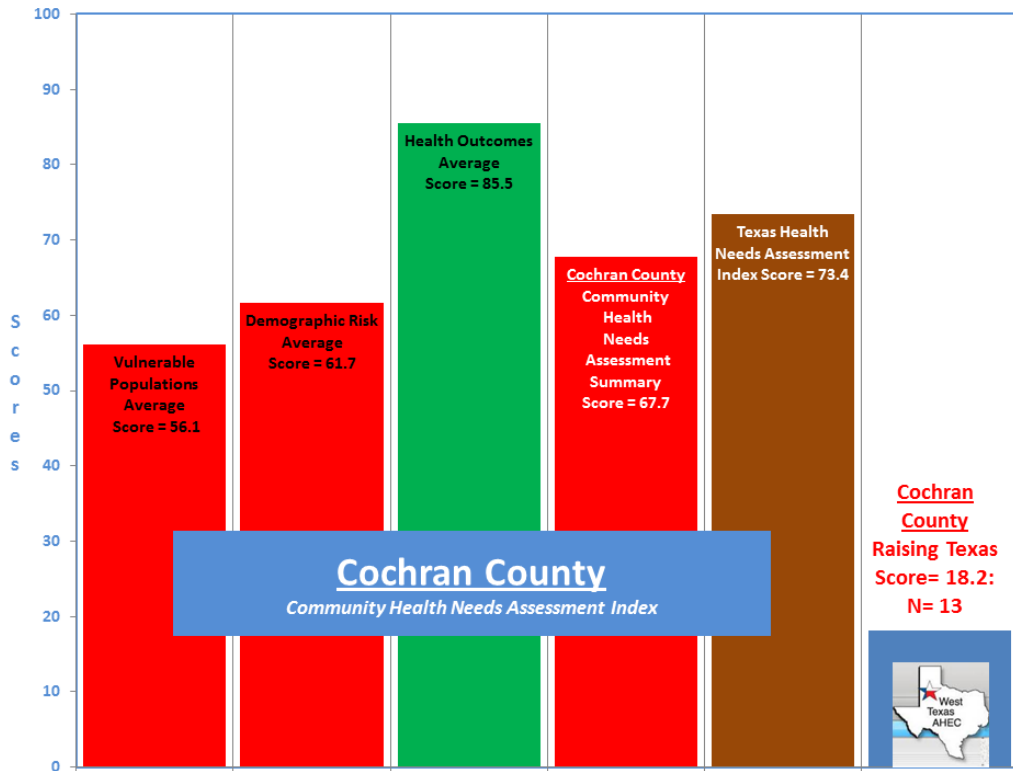 100
90
80
70
60
50
40
30
20
10
0
S
c
o
r
e
s
Vulnerable
Populations
Average
Score = 56.1
Demographic Risk
Average
Score = 61.7
Health Outcomes
Average
Score = 85.5
Cochran County
Community
Health
Needs
Assessment
Summary
Score = 67.7
Texas Health
Needs Assessment
Index Score = 73.4
Cochran
County
Raising Texas
Score= 18.2:
N= 13
Cochran County
Community Health Needs Assessment Index
West
Texas
AHEC